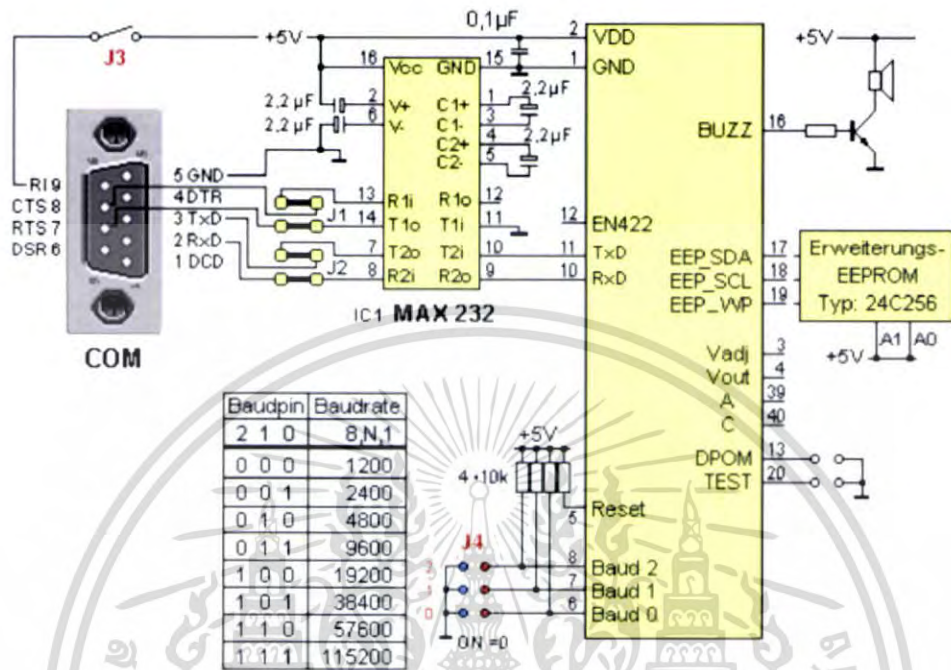 J3
+5V
0,1µF
RI 9
CTS 8
RTS 7
DSR 6
5 GND
4 DTR
3 TxD
2 RxD
1 DCD
COM
2,2µF
2,2µF
16 Vcc GND 15
2 V+ C1+ 1
6 V- C1- 3
C2+ 4
C2- 5
2,2µF
2,2µF
13 R1i R1o 12
14 T1o T1i 11
7 T2o T2i 10
8 R2i R2o 9
J1
J2
IC1 MAX 232
2 VDD
1 GND
BUZZ 16
+5V
12 EN422
11 TxD
10 RxD
EEP_SDA 17
EEP_SCL 18
EEP_WP 19
Erweiterungs-
EEPROM
Typ: 24C256
A1 A0
+5V
Vadj 3
Vout 4
A 39
C 40
DPOM 13
TEST 20
+5V
4·10k
Reset
5
J4
2
1
0
8 Baud 2
7 Baud 1
6 Baud 0
ON =0
Baudpin Baudrate
2 1 0 8,N,1
0 0 0 1200
0 0 1 2400
0 1 0 4800
0 1 1 9600
1 0 0 19200
1 0 1 38400
1 1 0 57600
1 1 1 115200